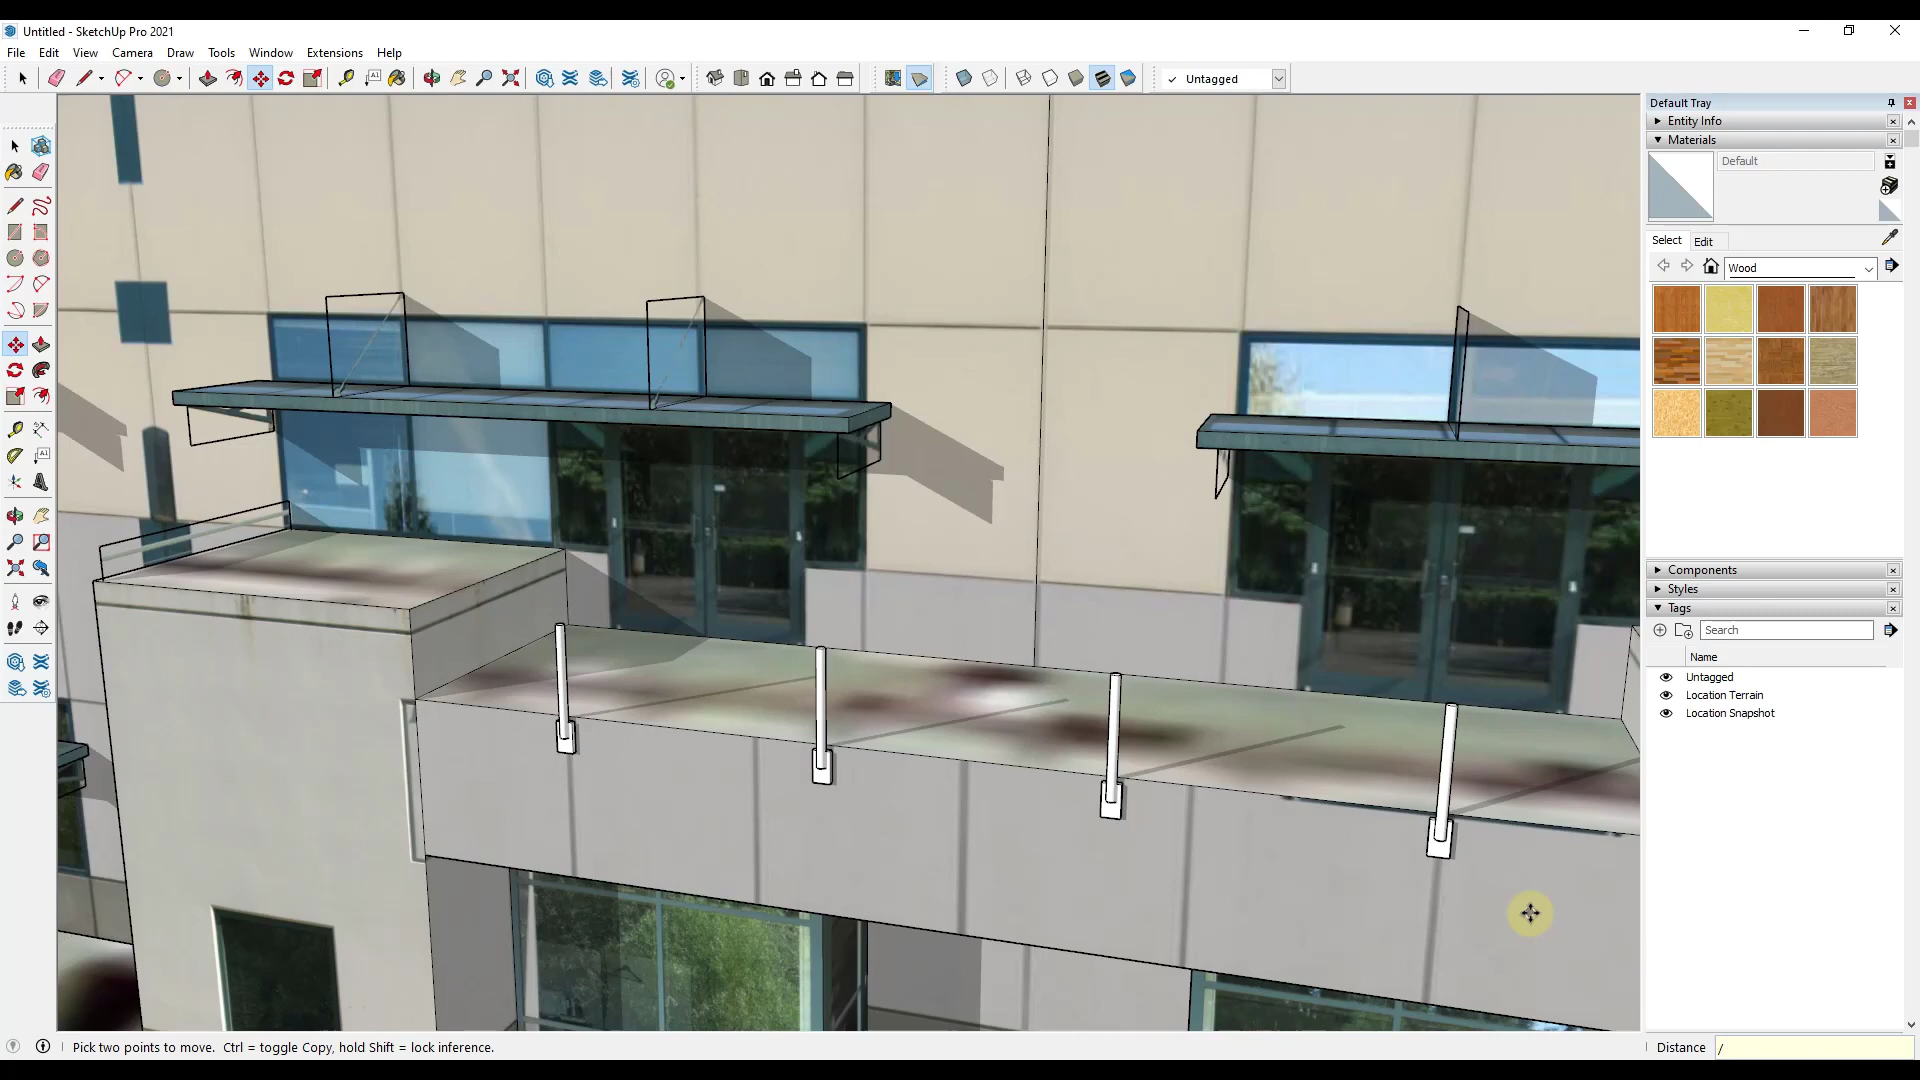 Untitled - SketchUp Pro 2021
File Edit View Camera Draw Tools Window Extensions Help
A1
✓ Untagged
Default Tray
Entity Info
Materials
Default
Select Edit
Wood
A1
Components
Styles
Tags
Search
Name
Untagged
Location Terrain
Location Snapshot
Pick two points to move. Ctrl = toggle Copy, hold Shift = lock inference.
Distance /